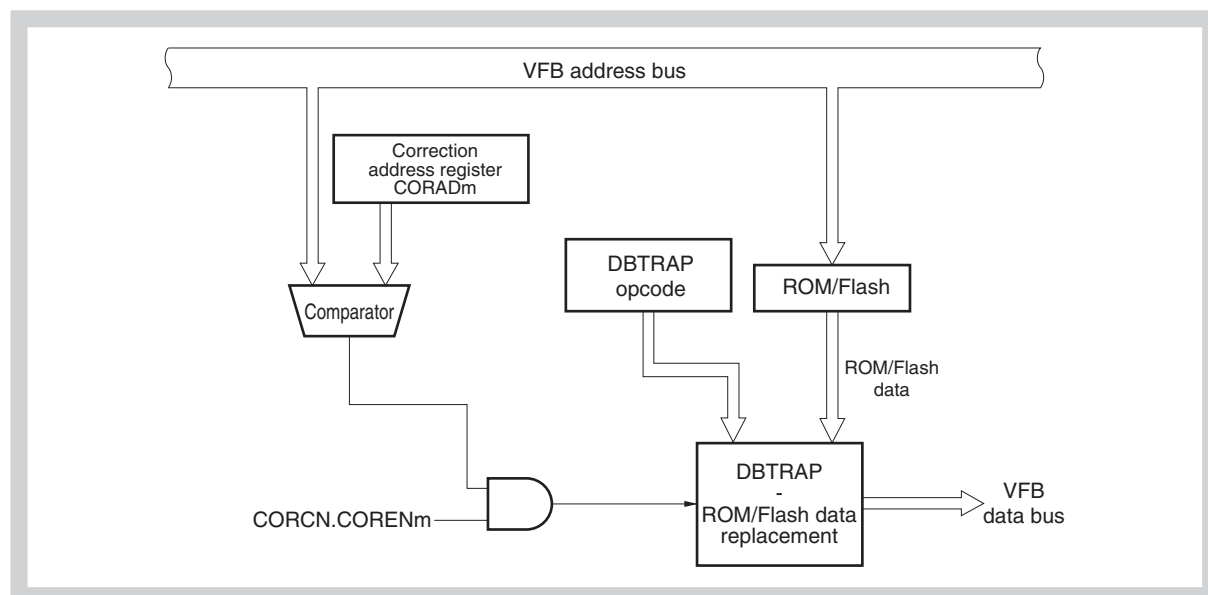 VFB address bus
Correction
address register
CORADm
DBTRAP
opcode
ROM/Flash
Comparator
ROM/Flash
data
DBTRAP
-
ROM/Flash data
replacement
VFB
data bus
CORCN.CORENm